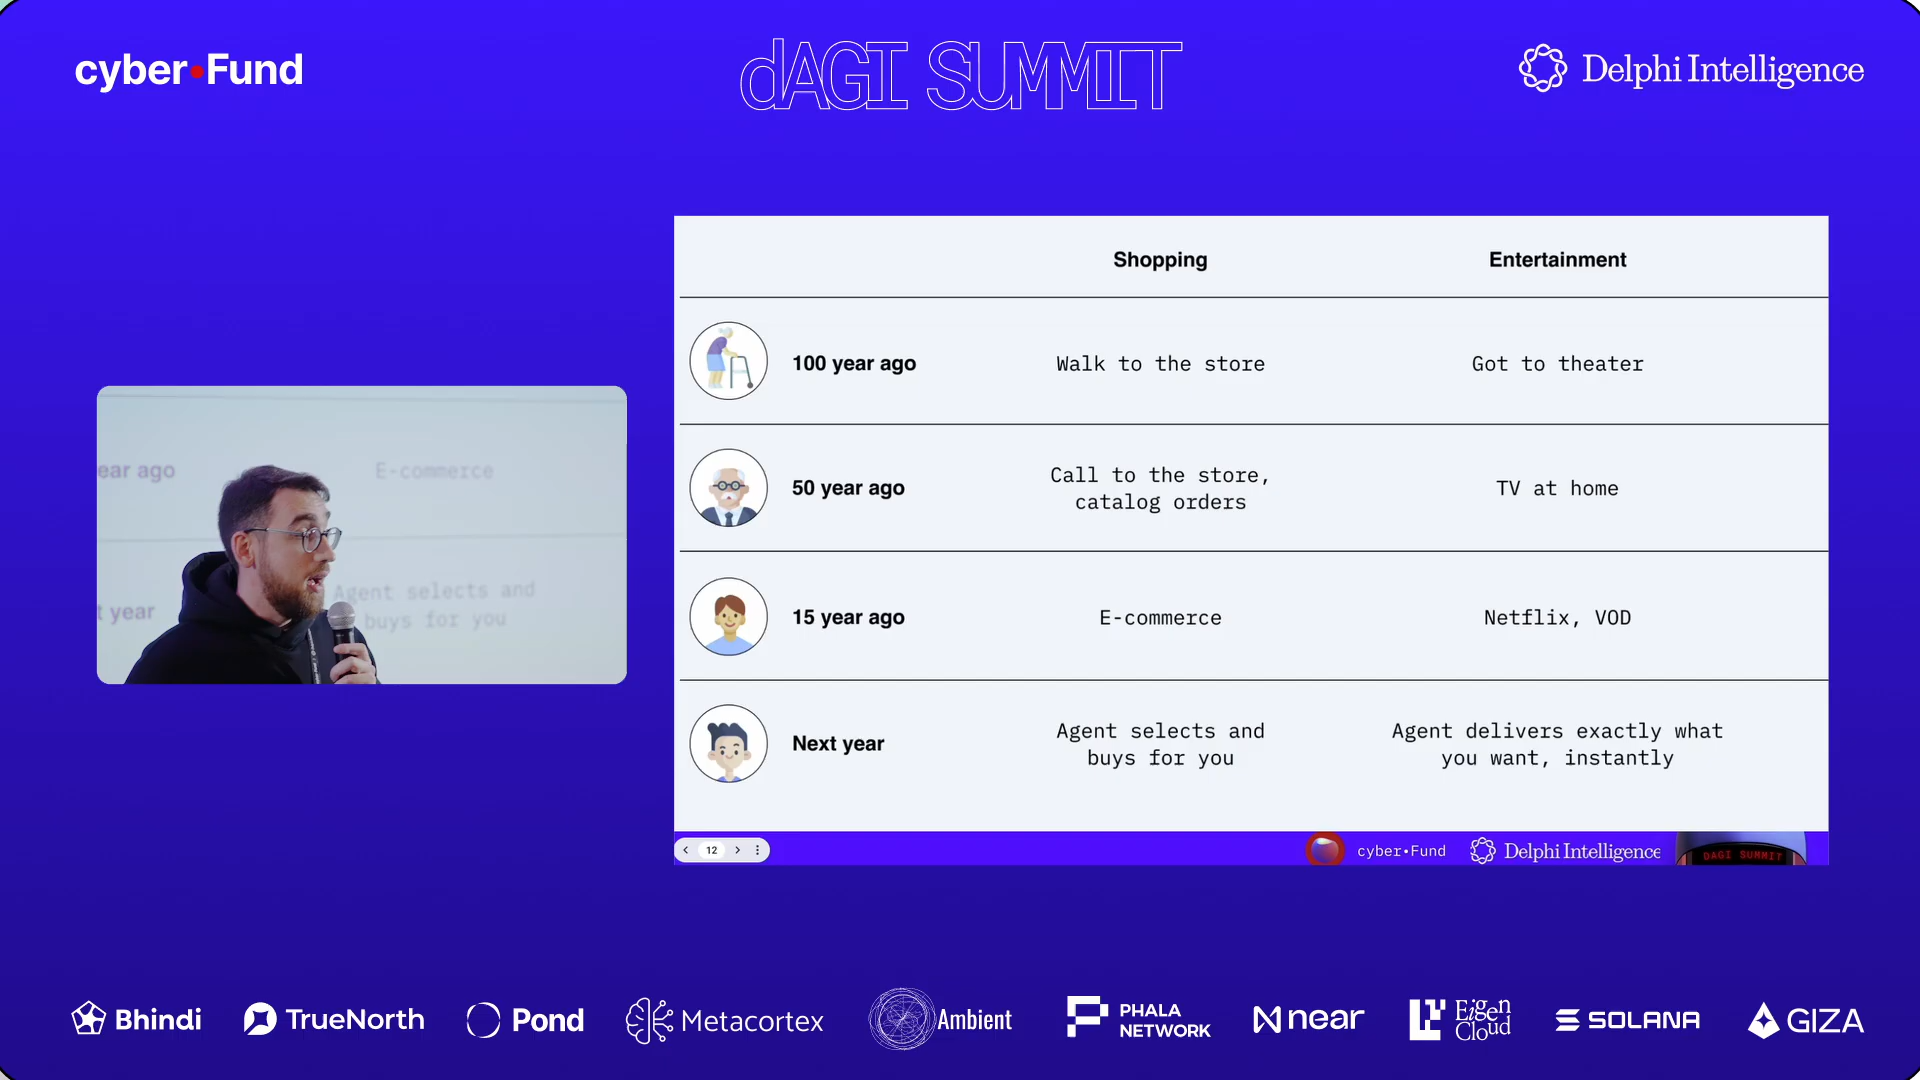 cyber•Fund
dAGI SUMMIT
Delphi Intelligence
Shopping
Entertainment
100 year ago
Walk to the store
Got to theater
50 year ago
Call to the store,
catalog orders
TV at home
15 year ago
E-commerce
Netflix, VOD
Next year
Agent selects and
buys for you
Agent delivers exactly what
you want, instantly
12
cyber•Fund
Delphi Intelligence
DAGI SUMMIT
ear ago
E-commerce
t year
Agent selects and
buys for you
Bhindi
TrueNorth
Pond
Metacortex
Ambient
PHALA
NETWORK
near
EigenCloud
SOLANA
GIZA